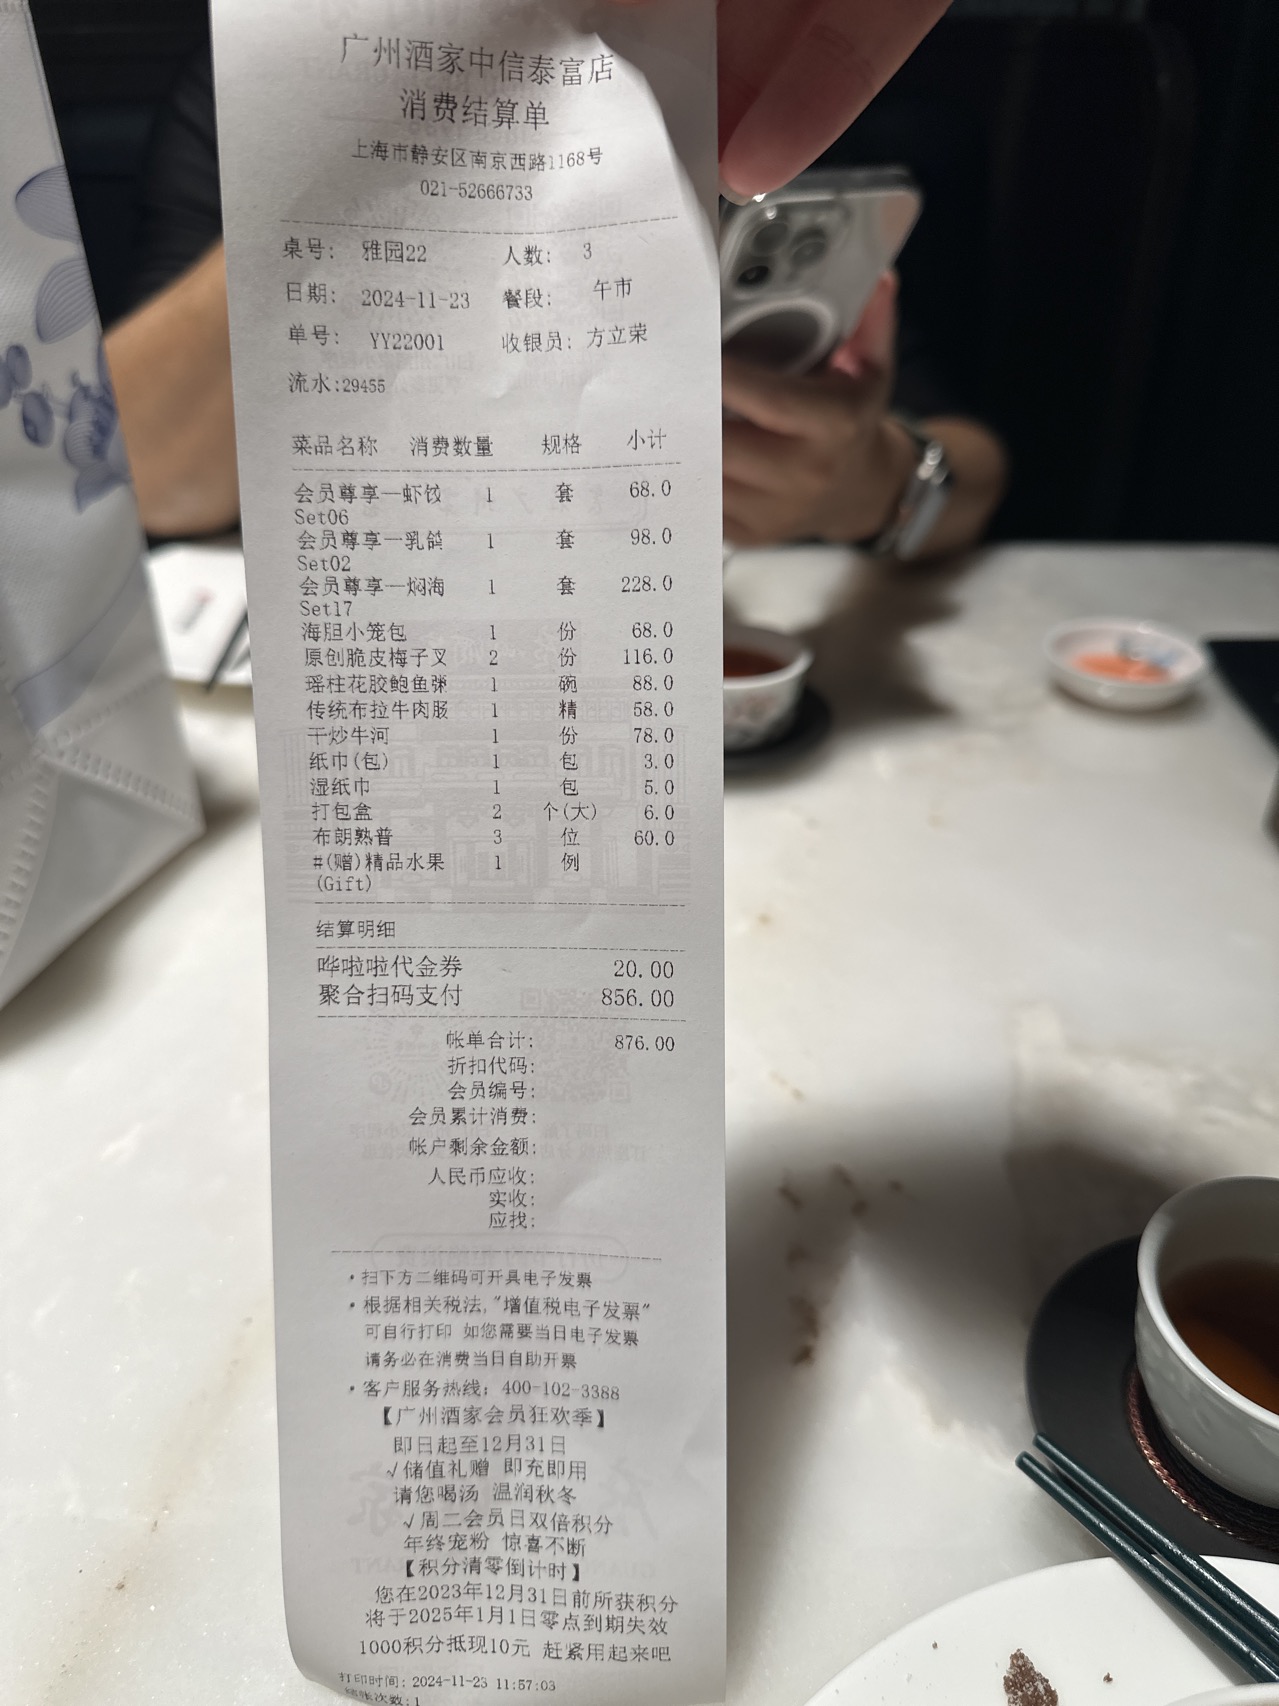 广州酒家中信泰富店
消费结算单
上海市静安区南京西路1168号
021-52666733
桌号: 雅园22 人数: 3
日期: 2024-11-23 餐段: 午市
单号: YY22001 收银员: 方立荣
流水:29455
菜品名称 消费数量 规格 小计
会员尊享一虾饺 1 套 68.0
Set06
会员尊享一乳鸽 1 套 98.0
Set02
会员尊享一焖海 1 套 228.0
Set17
海胆小笼包 1 份 68.0
原创脆皮梅子叉 2 份 116.0
瑶柱花胶鲍鱼粥 1 碗 88.0
传统布拉牛肉肠 1 精 58.0
干炒牛河 1 份 78.0
纸巾(包) 1 包 3.0
湿纸巾 1 包 5.0
打包盒 2 个(大) 6.0
布朗熟普 3 位 60.0
#(赠)精品水果 1 例
(Gift)
结算明细
哗啦啦代金券 20.00
聚合扫码支付 856.00
帐单合计: 876.00
折扣代码:
会员编号:
会员累计消费:
帐户剩余金额:
人民币应收:
实收:
应找:
·扫下方二维码可开具电子发票
·根据相关税法,"增值税电子发票"
可自行打印 如您需要当日电子发票
请务必在消费当日自助开票
·客户服务热线: 400-102-3388
【广州酒家会员狂欢季】
即日起至12月31日
√储值礼赠 即充即用
请您喝汤 温润秋冬
√周二会员日双倍积分
年终宠粉 惊喜不断
【积分清零倒计时】
您在2023年12月31日前所获积分
将于2025年1月1日零点到期失效
1000积分抵现10元 赶紧用起来吧
打印时间: 2024-11-23 11:57:03
结账次数:1